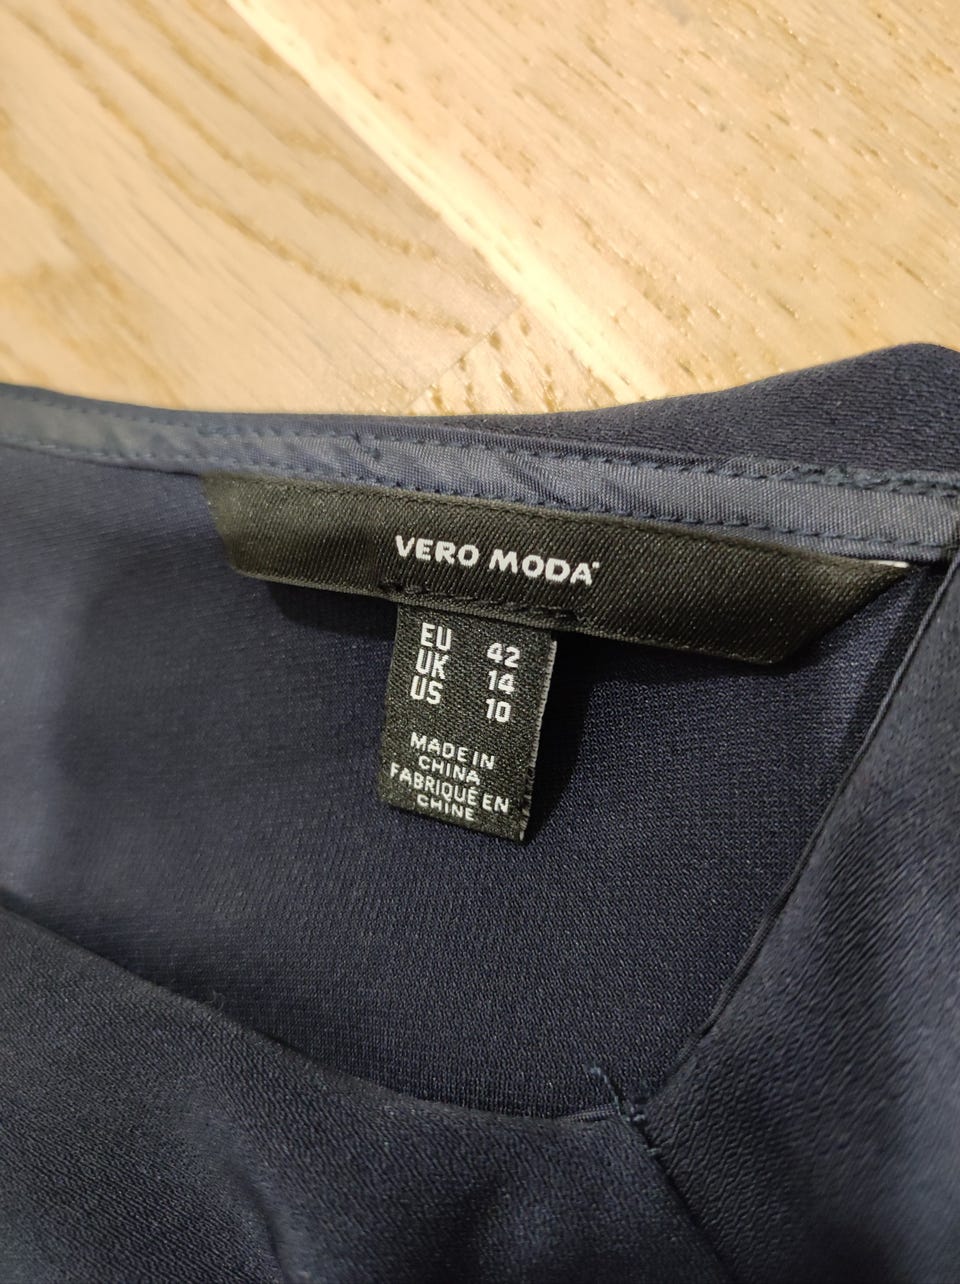 VERO MODA
EU 42
UK 14
US 10
MADE IN
CHINA
FABRIQUÉ EN
CHINE